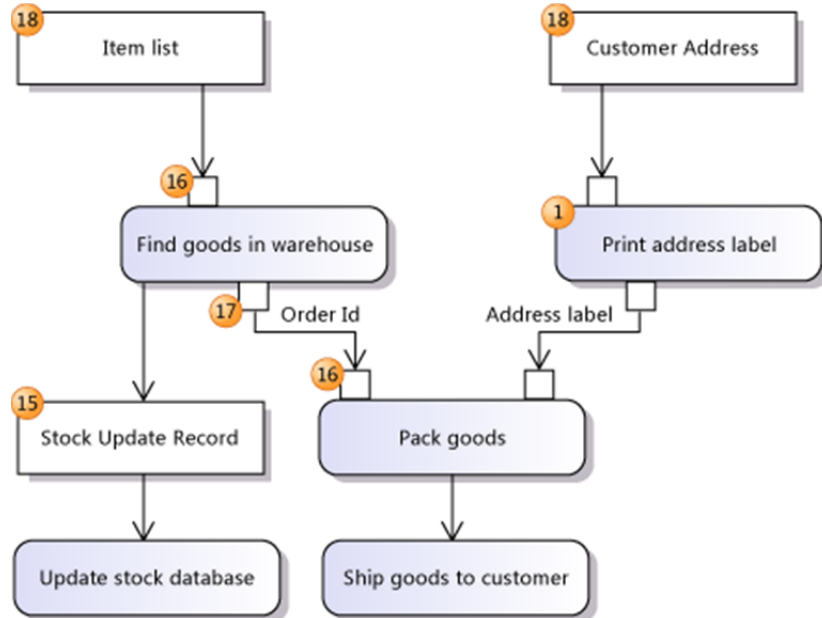 18
Item list
18
Customer Address
16
Find goods in warehouse
1
Print address label
17
Order Id
Address label
16
15
Stock Update Record
Pack goods
Update stock database
Ship goods to customer